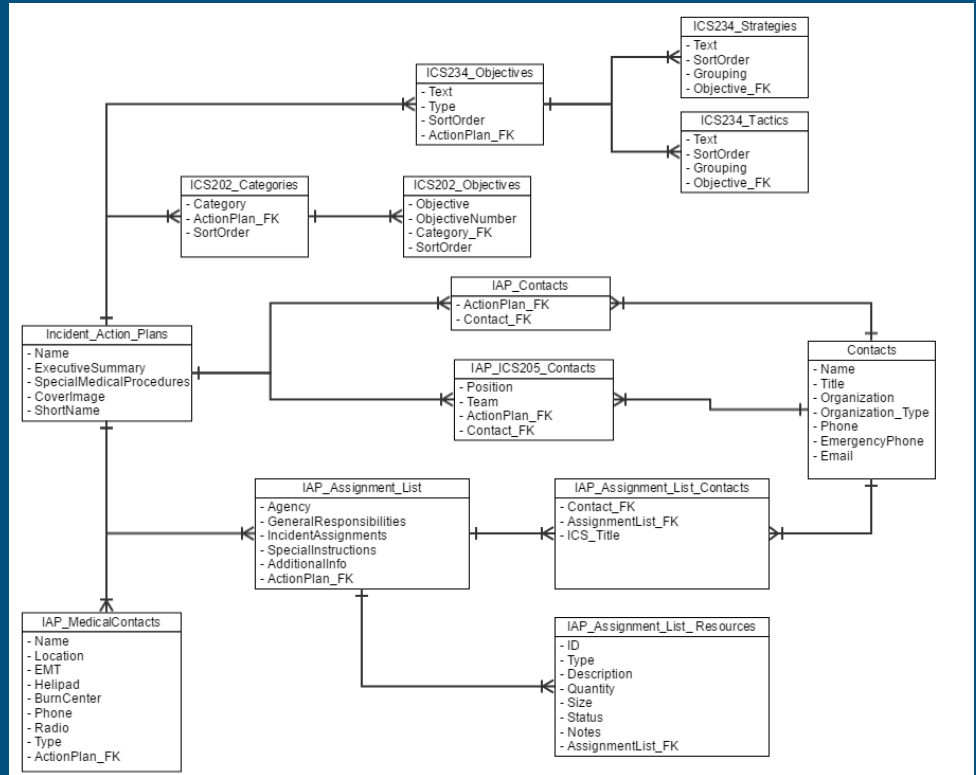 ICS234_Strategies
- Text
- SortOrder
- Grouping
- Objective_FK
ICS234_Objectives
- Text
- Type
- SortOrder
- ActionPlan_FK
ICS234_Tactics
- Text
- SortOrder
- Grouping
- Objective_FK
ICS202_Categories
- Category
- ActionPlan_FK
- SortOrder
ICS202_Objectives
- Objective
- ObjectiveNumber
- Category_FK
- SortOrder
IAP_Contacts
- ActionPlan_FK
- Contact_FK
Incident_Action_Plans
- Name
- ExecutiveSummary
- SpecialMedicalProcedures
- CoverImage
- ShortName
IAP_ICS205_Contacts
- Position
- Team
- ActionPlan_FK
- Contact_FK
Contacts
- Name
- Title
- Organization
- Organization_Type
- Phone
- EmergencyPhone
- Email
IAP_Assignment_List
- Agency
- GeneralResponsibilities
- IncidentAssignments
- SpecialInstructions
- AdditionalInfo
- ActionPlan_FK
IAP_Assignment_List_Contacts
- Contact_FK
- AssignmentList_FK
- ICS_Title
IAP_MedicalContacts
- Name
- Location
- EMT
- Helipad
- BurnCenter
- Phone
- Radio
- Type
- ActionPlan_FK
IAP_Assignment_List_ Resources
- ID
- Type
- Description
- Quantity
- Size
- Status
- Notes
- AssignmentList_FK